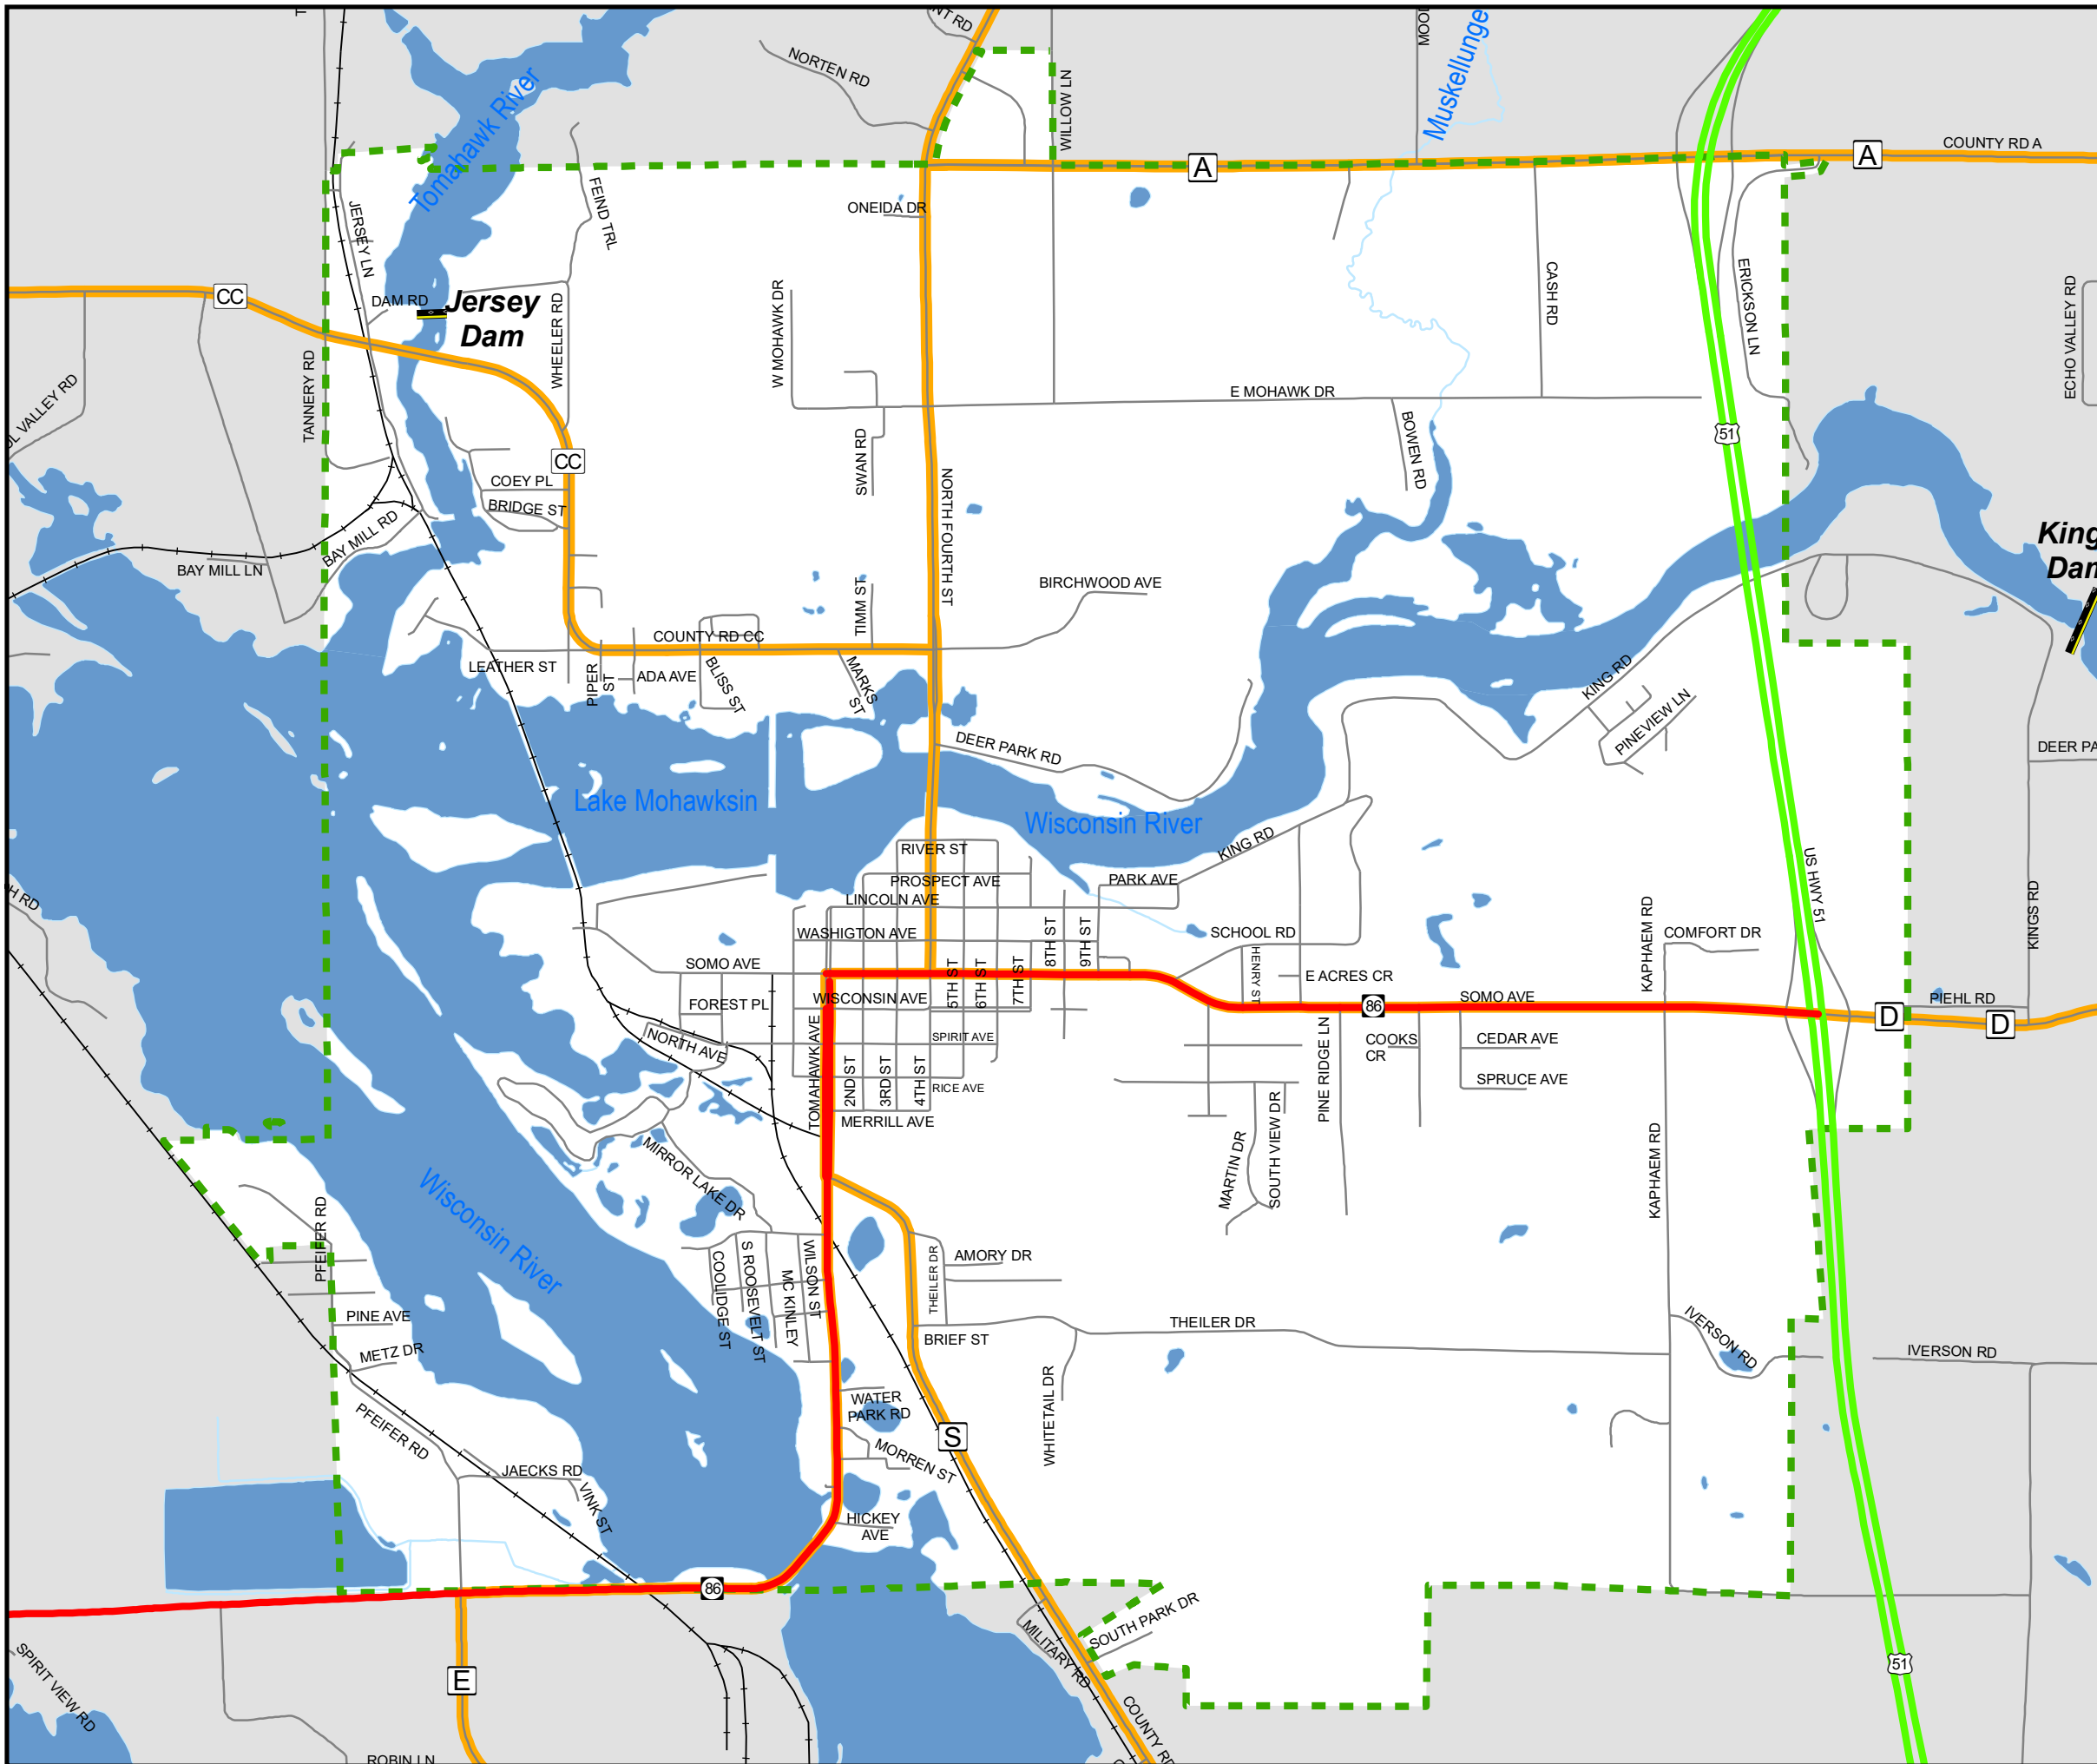 NT RD
NORTEN RD
WILLOW LN
Muskellunge
Tomahawk River
A
A
COUNTY RD A
JERSEY LN
FEIND TRL
ONEIDA DR
CC
DAM RD
Jersey
Dam
WHEELER RD
W MOHAWK DR
CASH RD
ERICKSON LN
ECHO VALLEY RD
TANNERY RD
E MOHAWK DR
51
SWAN RD
BOWEN RD
CC
COEY PL
BRIDGE ST
NORTH FOURTH ST
BAY MILL RD
BAY MILL LN
TIMM ST
BIRCHWOOD AVE
COUNTY RD CC
LEATHER ST
PIPER
ST
ADA AVE
BLISS ST
MARKS
ST
KING RD
PINEVIEW LN
DEER PARK RD
DEER PA
Lake Mohawksin
Wisconsin River
RIVER ST
KING RD
PROSPECT AVE
PARK AVE
LINCOLN AVE
US HWY 51
H RD
WASHIGTON AVE
8TH ST
9TH ST
SCHOOL RD
KAPHAEM RD
COMFORT DR
KINGS RD
SOMO AVE
5TH ST
6TH ST
7TH ST
HENRY ST
E ACRES CR
FOREST PL
WISCONSIN AVE
86
SOMO AVE
PIEHL RD
D
D
TOMAHAWK AVE
NORTH AVE
SPIRIT AVE
PINE RIDGE LN
COOKS
CR
CEDAR AVE
2ND ST
3RD ST
4TH ST
RICE AVE
SPRUCE AVE
MERRILL AVE
MIRROR LAKE DR
MARTIN DR
SOUTH VIEW DR
KAPHAEM RD
Wisconsin River
PFEIFER RD
COOLIDGE ST
S ROOSEVELT ST
MC KINLEY
WILSON ST
THEILER DR
AMORY DR
PINE AVE
BRIEF ST
THEILER DR
IVERSON RD
IVERSON RD
METZ DR
WATER
PARK RD
WHITETAIL DR
PFEIFER RD
S
MORREN ST
JAECKS RD
VINK ST
HICKEY
AVE
86
SOUTH PARK DR
MILITARY RD
SPIRIT VIEW RD
E
51
COUNTY RD
ROBIN LN